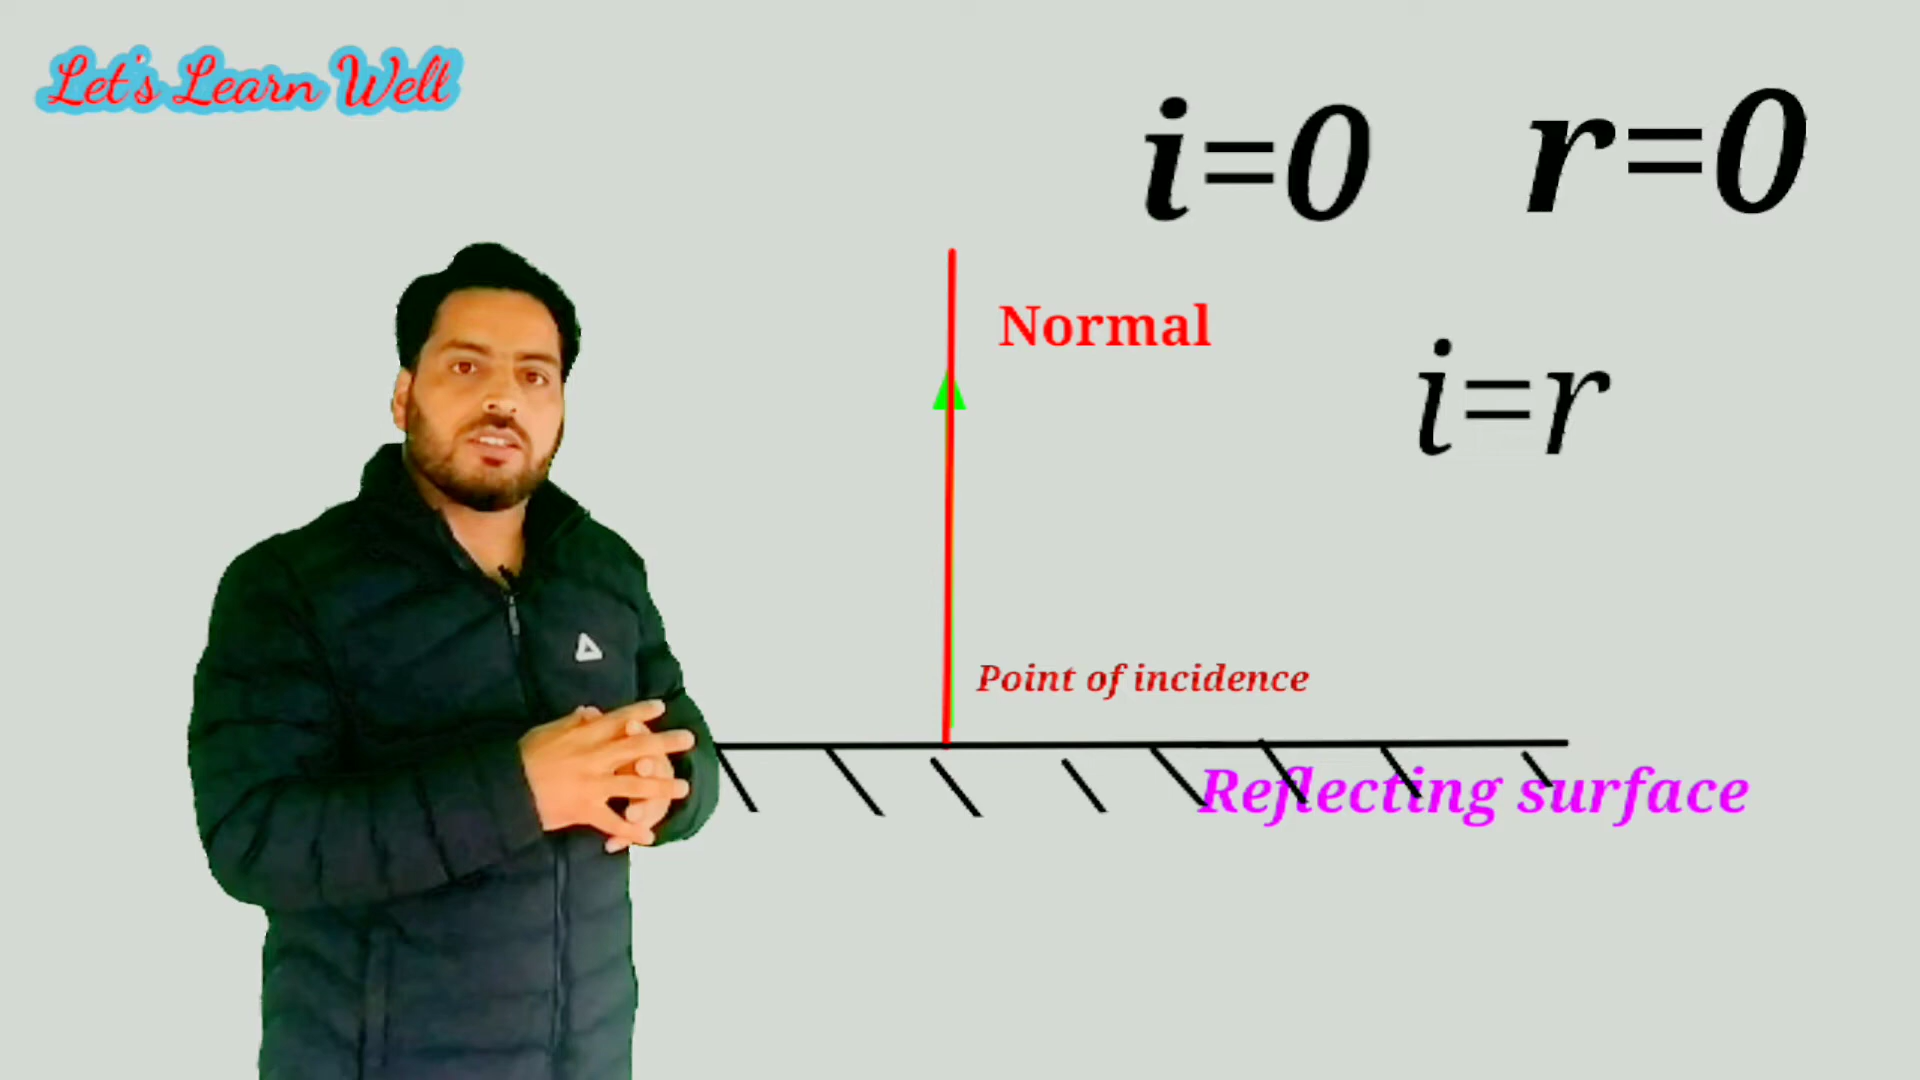 Let's Learn Well
i=0 r=0
Normal
i=r
Point of incidence
Reflecting surface